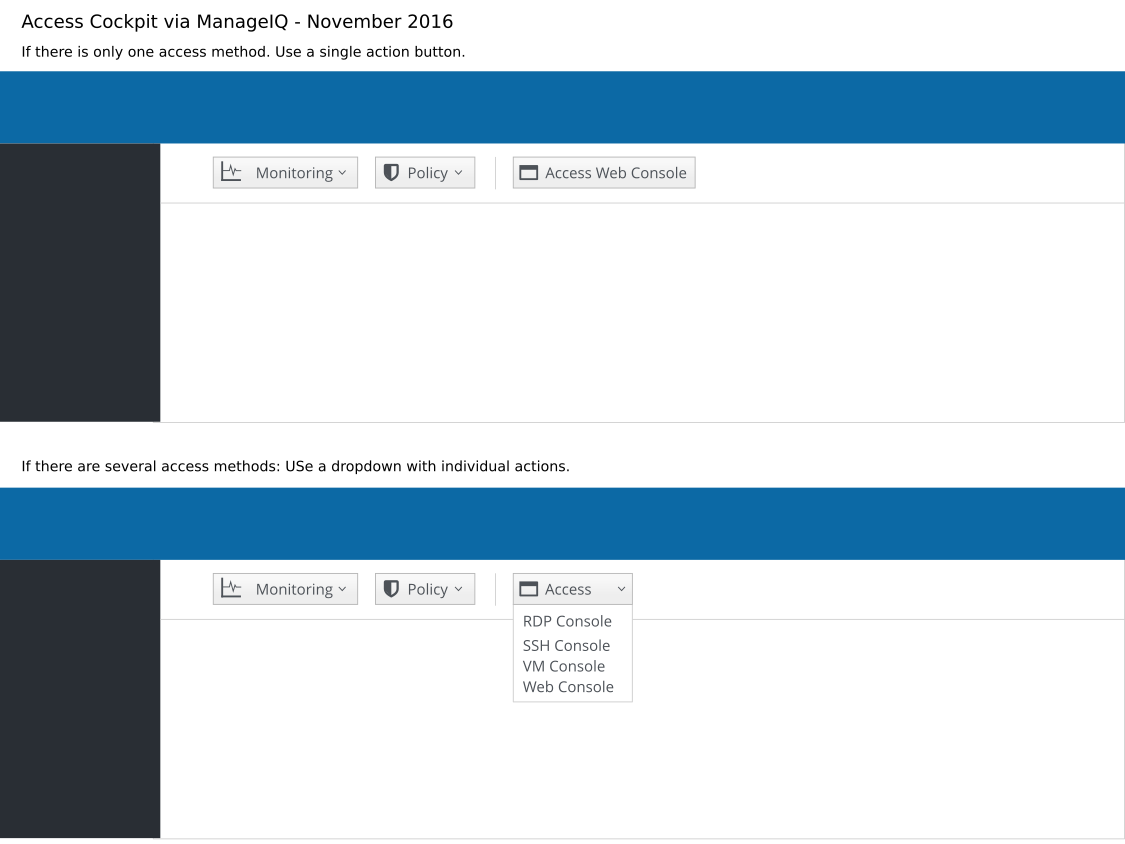 Access Cockpit via ManageIQ - November 2016
If there is only one access method. Use a single action button.
Monitoring Policy Access Web Console
If there are several access methods: USe a dropdown with individual actions.
Monitoring Policy Access
RDP Console
SSH Console
VM Console
Web Console